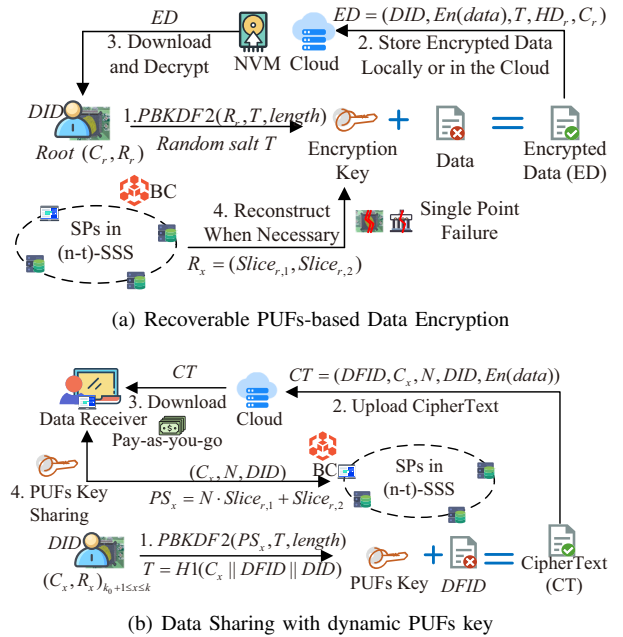 ED
ED = (DID, En(data), T, HD_r, C_r)
3. Download
and Decrypt
NVM
Cloud
2. Store Encrypted Data
Locally or in the Cloud
DID
1.PBKDF2(R_r, T, length)
Random salt T
Root (C_r, R_r)
Encryption
Key
Data
Encrypted
Data (ED)
BC
SPs in
(n-t)-SSS
4. Reconstruct
When Necessary
R_x = (Slice_{r,1}, Slice_{r,2})
Single Point
Failure
(a) Recoverable PUFs-based Data Encryption
CT
CT = (DFID, C_x, N, DID, En(data))
3. Download
Cloud
2. Upload CipherText
Data Receiver
Pay-as-you-go
(C_x, N, DID)
BC
SPs in
(n-t)-SSS
4. PUFs Key
Sharing
PS_x = N · Slice_{r,1} + Slice_{r,2}
DID
1. PBKDF2(PS_x, T, length)
T = H1(C_x || DFID || DID)
(C_x, R_x)_{k_0+1≤x≤k}
PUFs Key
DFID
CipherText
(CT)
(b) Data Sharing with dynamic PUFs key